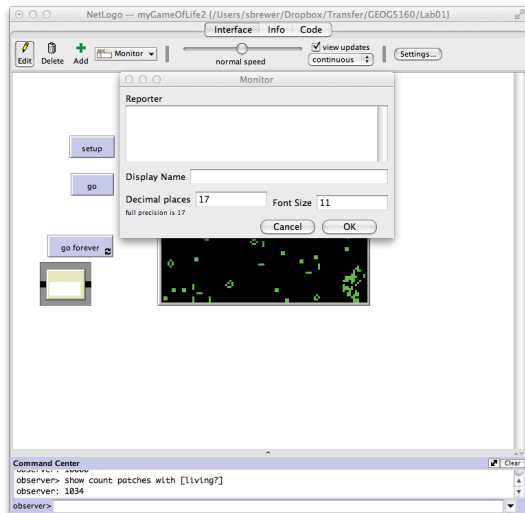 NetLogo — myGameOfLife2 {/Users/sbrewer/Dropbox/Transfer/GEOG5160/Lab01}
Interface Info Code
Edit Delete Add Monitor normal speed view updates continuous Settings...
Monitor
Reporter
Display Name
Decimal places 17 Font Size 11
full precision is 17
Cancel OK
setup
go
go forever
Command Center Clear
observer> show count patches with [living?]
observer: 1034
observer>